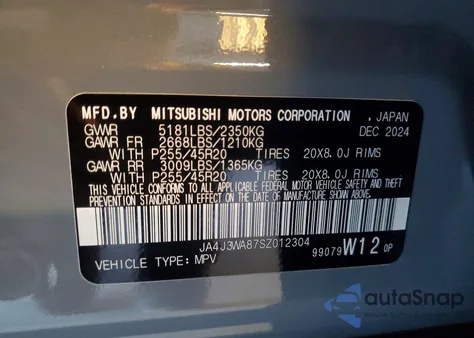 MFD.BY MITSUBISHI MOTORS CORPORATION , JAPAN
GVWR 5181LBS/2350KG DEC 2024
GAWR FR 2668LBS/1210KG
WITH P255/45R20 TIRES 20X8.0J RIMS
GAWR RR 3009LBS/1365KG
WITH P255/45R20 TIRES 20X8.0J RIMS
THIS VEHICLE CONFORMS TO ALL APPLICABLE FEDERAL MOTOR VEHICLE SAFETY AND THEFT
PREVENTION STANDARDS IN EFFECT ON THE DATE OF MANUFACTURE SHOWN ABOVE.
JA4J3WA87SZ012304
99079 W12 OP
VEHICLE TYPE: MPV
autoSnap